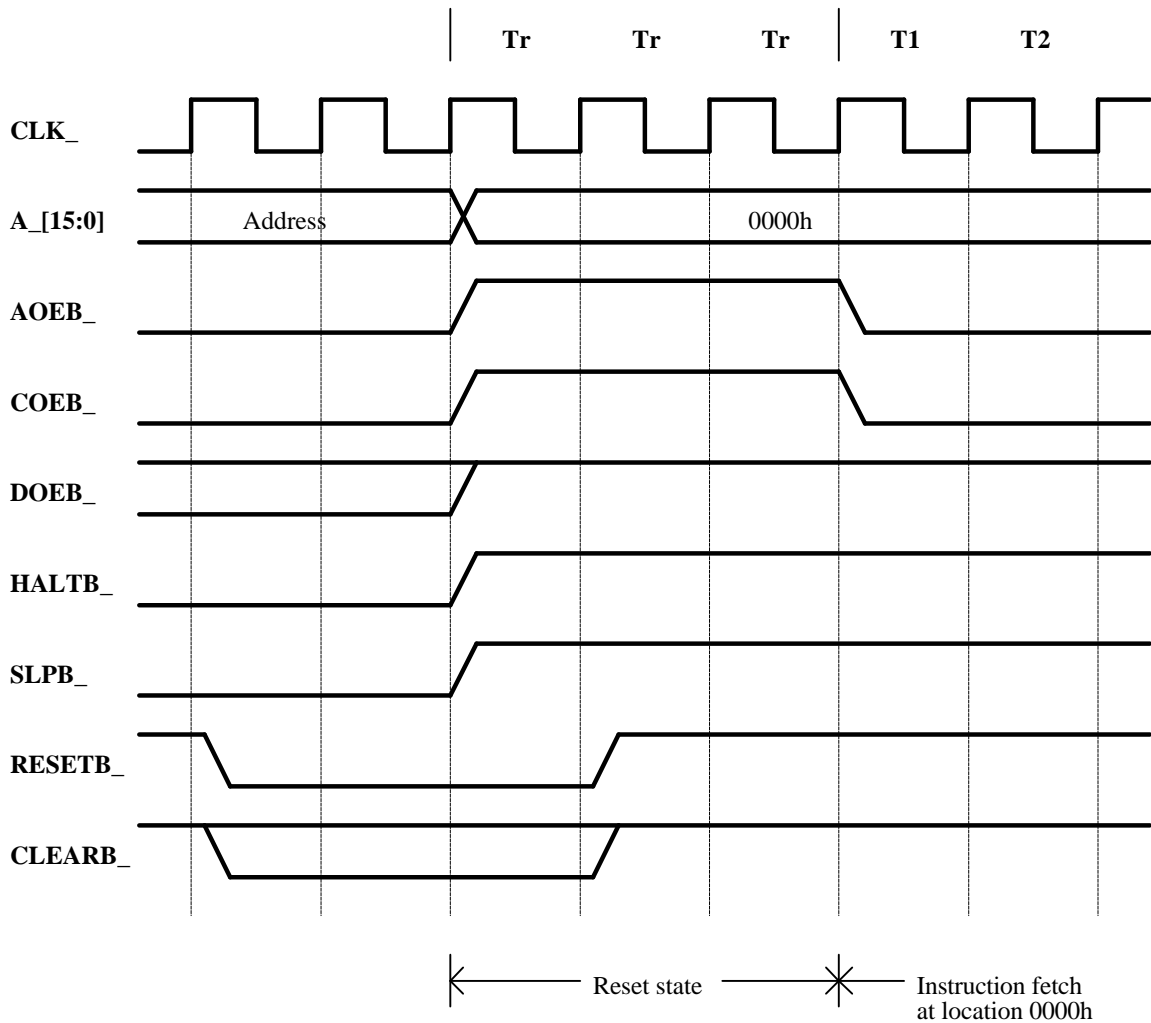 Tr Tr Tr T1 T2
CLK_
A_[15:0] Address 0000h
AOEB_
COEB_
DOEB_
HALTB_
SLPB_
RESETB_
CLEARB_
Reset state Instruction fetch
at location 0000h